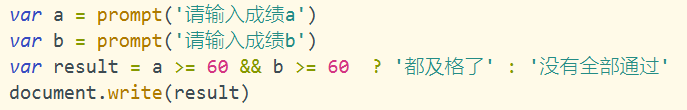 var a = prompt('请输入成绩a')
var b = prompt('请输入成绩b')
var result = a >= 60 && b >= 60  ? '都及格了' : '没有全部通过'
document.write(result)